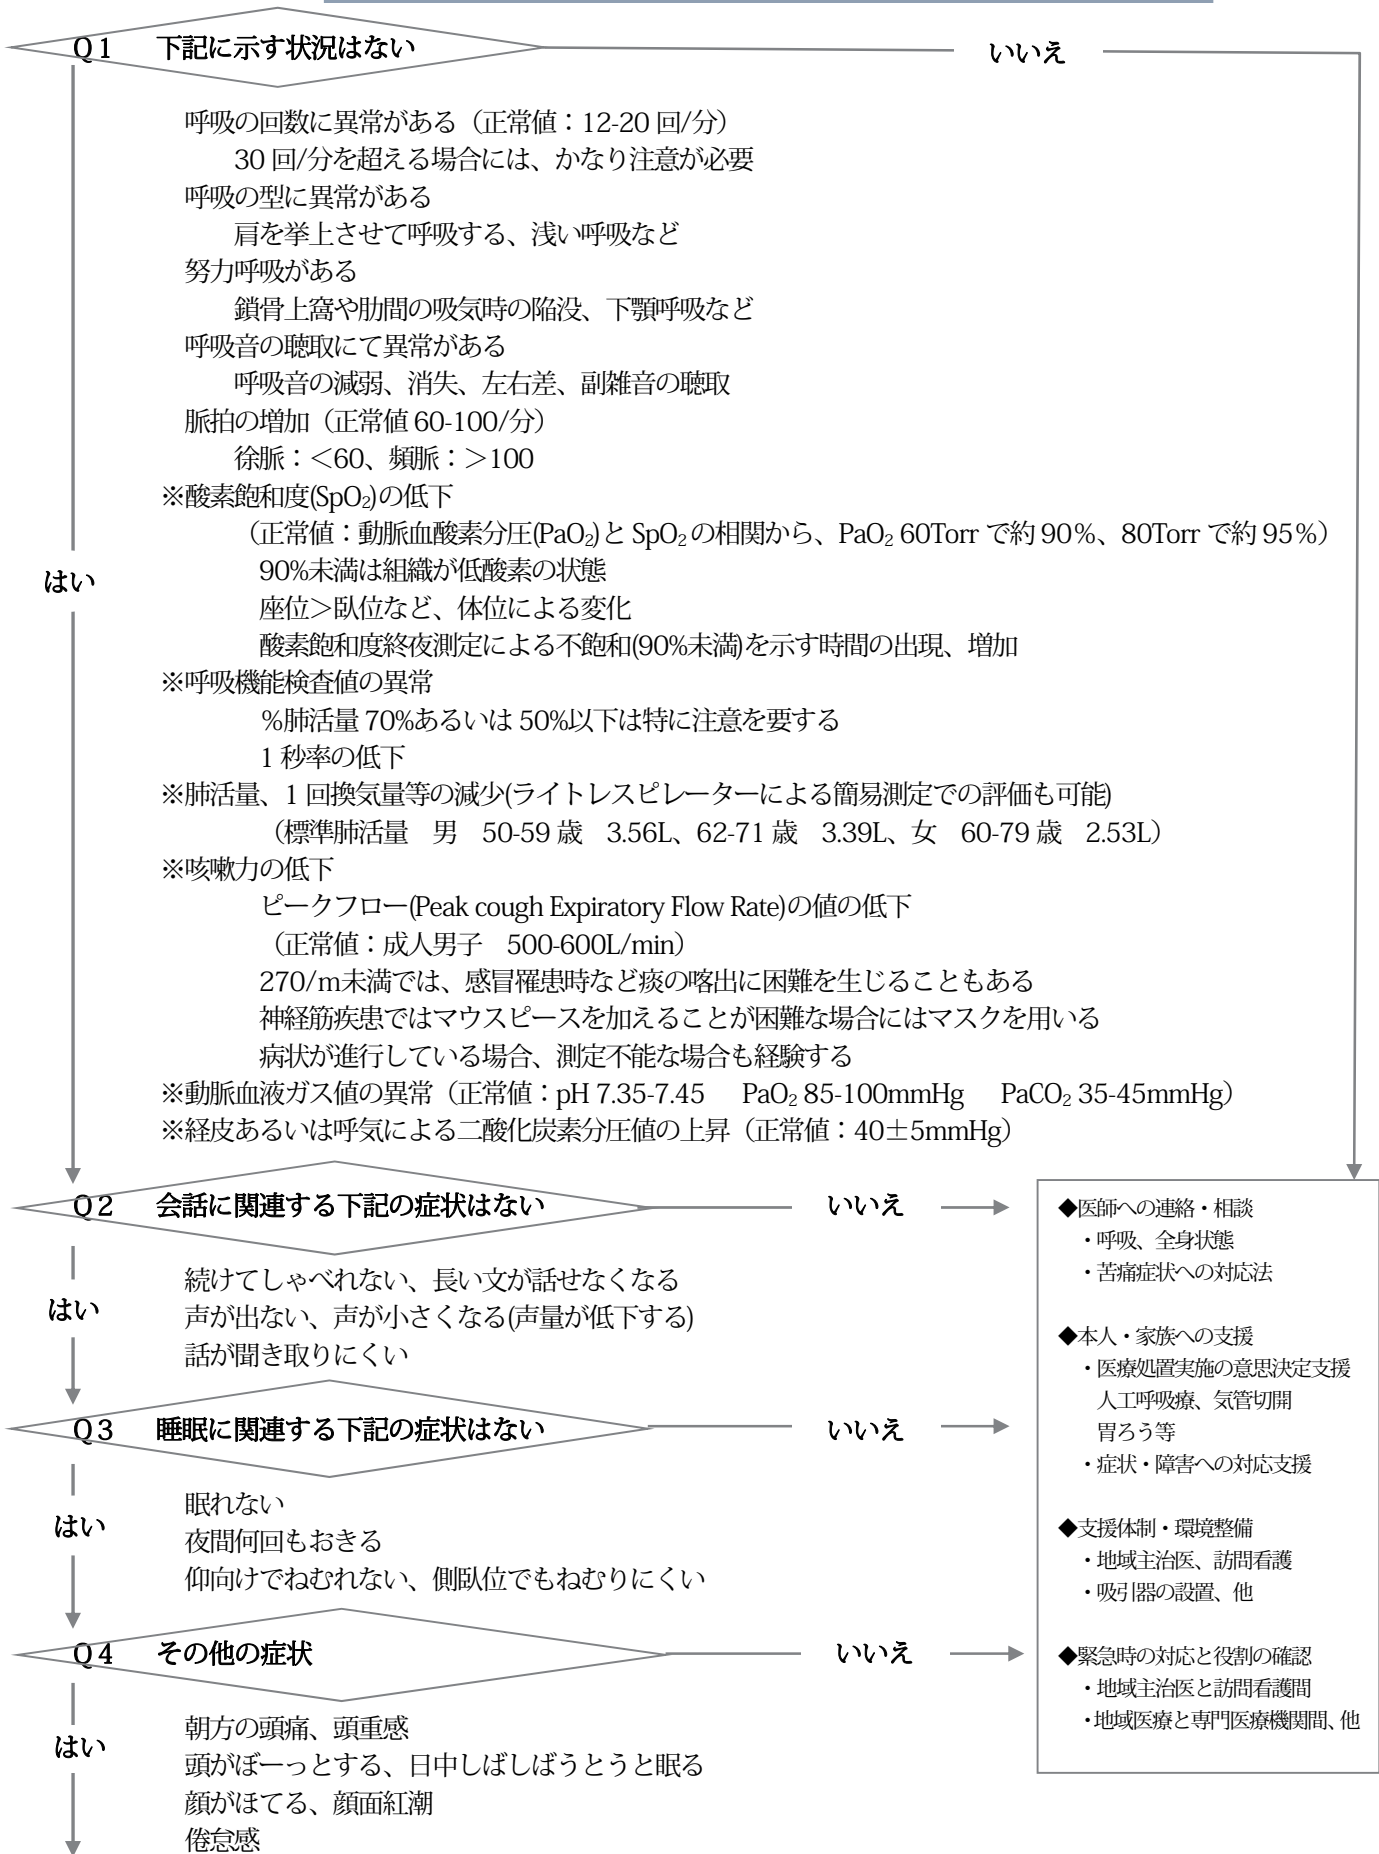 Q1　下記に示す状況はない
いいえ
呼吸の回数に異常がある（正常値：12-20 回/分）
30 回/分を超える場合には、かなり注意が必要
呼吸の型に異常がある
肩を挙上させて呼吸する、浅い呼吸など
努力呼吸がある
鎖骨上窩や肋間の吸気時の陥没、下顎呼吸など
呼吸音の聴取にて異常がある
呼吸音の減弱、消失、左右差、副雑音の聴取
脈拍の増加（正常値 60-100/分）
徐脈：＜60、頻脈：＞100
※酸素飽和度(SpO₂)の低下
（正常値：動脈血酸素分圧(PaO₂)と SpO₂の相関から、PaO₂ 60Torr で約 90%、80Torr で約 95%）
はい
90%未満は組織が低酸素の状態
座位＞臥位など、体位による変化
酸素飽和度終夜測定による不飽和(90%未満)を示す時間の出現、増加
※呼吸機能検査値の異常
%肺活量 70%あるいは 50%以下は特に注意を要する
1 秒率の低下
※肺活量、1 回換気量等の減少(ライトレスピレーターによる簡易測定での評価も可能)
（標準肺活量　男　50-59 歳　3.56L、62-71 歳　3.39L、女　60-79 歳　2.53L）
※咳嗽力の低下
ピークフロー(Peak cough Expiratory Flow Rate)の値の低下
（正常値：成人男子　500-600L/min）
270/m未満では、感冒罹患時など痰の喀出に困難を生じることもある
神経筋疾患ではマウスピースを加えることが困難な場合にはマスクを用いる
病状が進行している場合、測定不能な場合も経験する
※動脈血液ガス値の異常（正常値：pH 7.35-7.45　PaO₂ 85-100mmHg　PaCO₂ 35-45mmHg）
※経皮あるいは呼気による二酸化炭素分圧値の上昇（正常値：40±5mmHg）
Q2　会話に関連する下記の症状はない
いいえ
続けてしゃべれない、長い文が話せなくなる
はい
声が出ない、声が小さくなる(声量が低下する)
話が聞き取りにくい
Q3　睡眠に関連する下記の症状はない
いいえ
眠れない
はい
夜間何回もおきる
仰向けでねむれない、側臥位でもねむりにくい
Q4　その他の症状
いいえ
朝方の頭痛、頭重感
はい
頭がぼーっとする、日中しばしばうとうと眠る
顔がほてる、顔面紅潮
倦怠感
◆医師への連絡・相談
・呼吸、全身状態
・苦痛症状への対応法
◆本人・家族への支援
・医療処置実施の意思決定支援
人工呼吸療、気管切開
胃ろう等
・症状・障害への対応支援
◆支援体制・環境整備
・地域主治医、訪問看護
・吸引器の設置、他
◆緊急時の対応と役割の確認
・地域主治医と訪問看護間
・地域医療と専門医療機関間、他